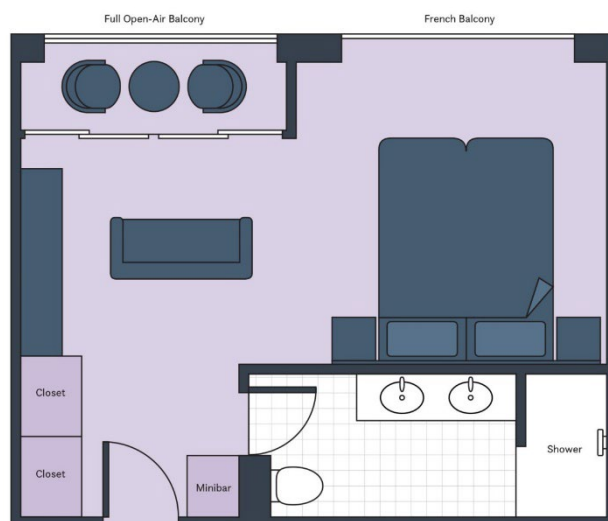 Full Open-Air Balcony
French Balcony
Closet
Closet
Minibar
Shower